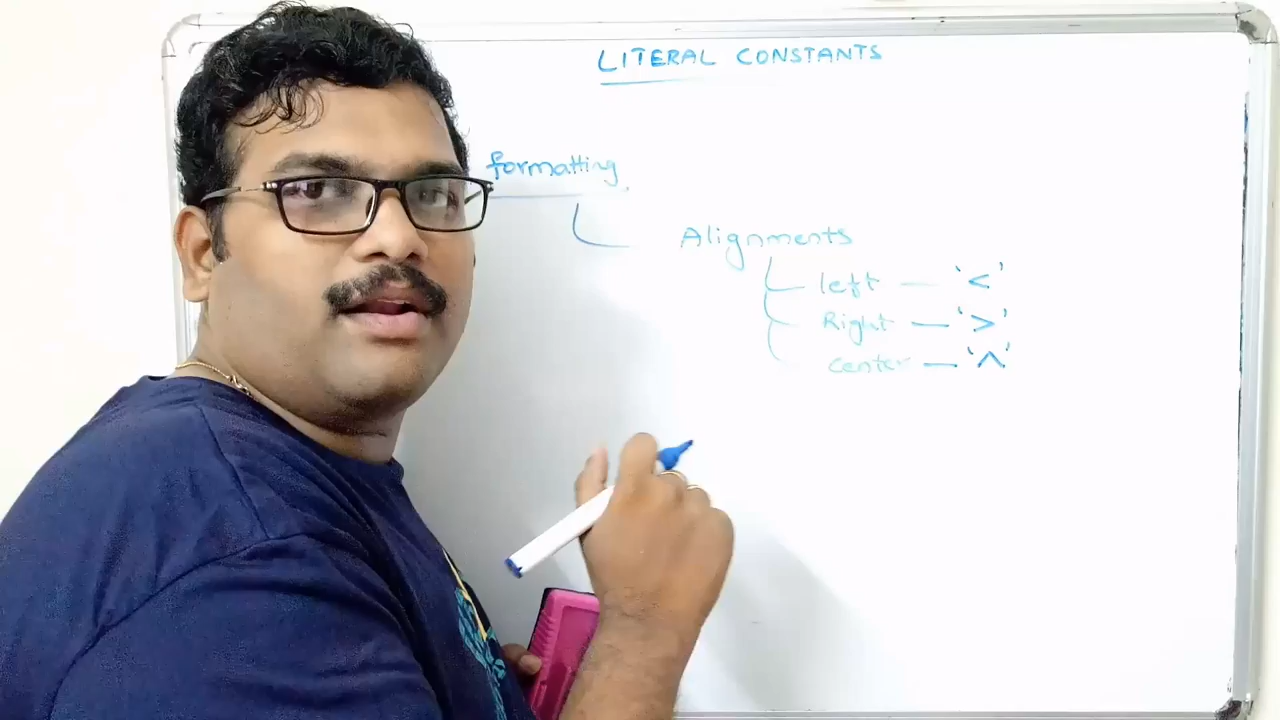 LITERAL CONSTANTS
formatting
Alignments
left — '<'
Right — '>'
center — '^'